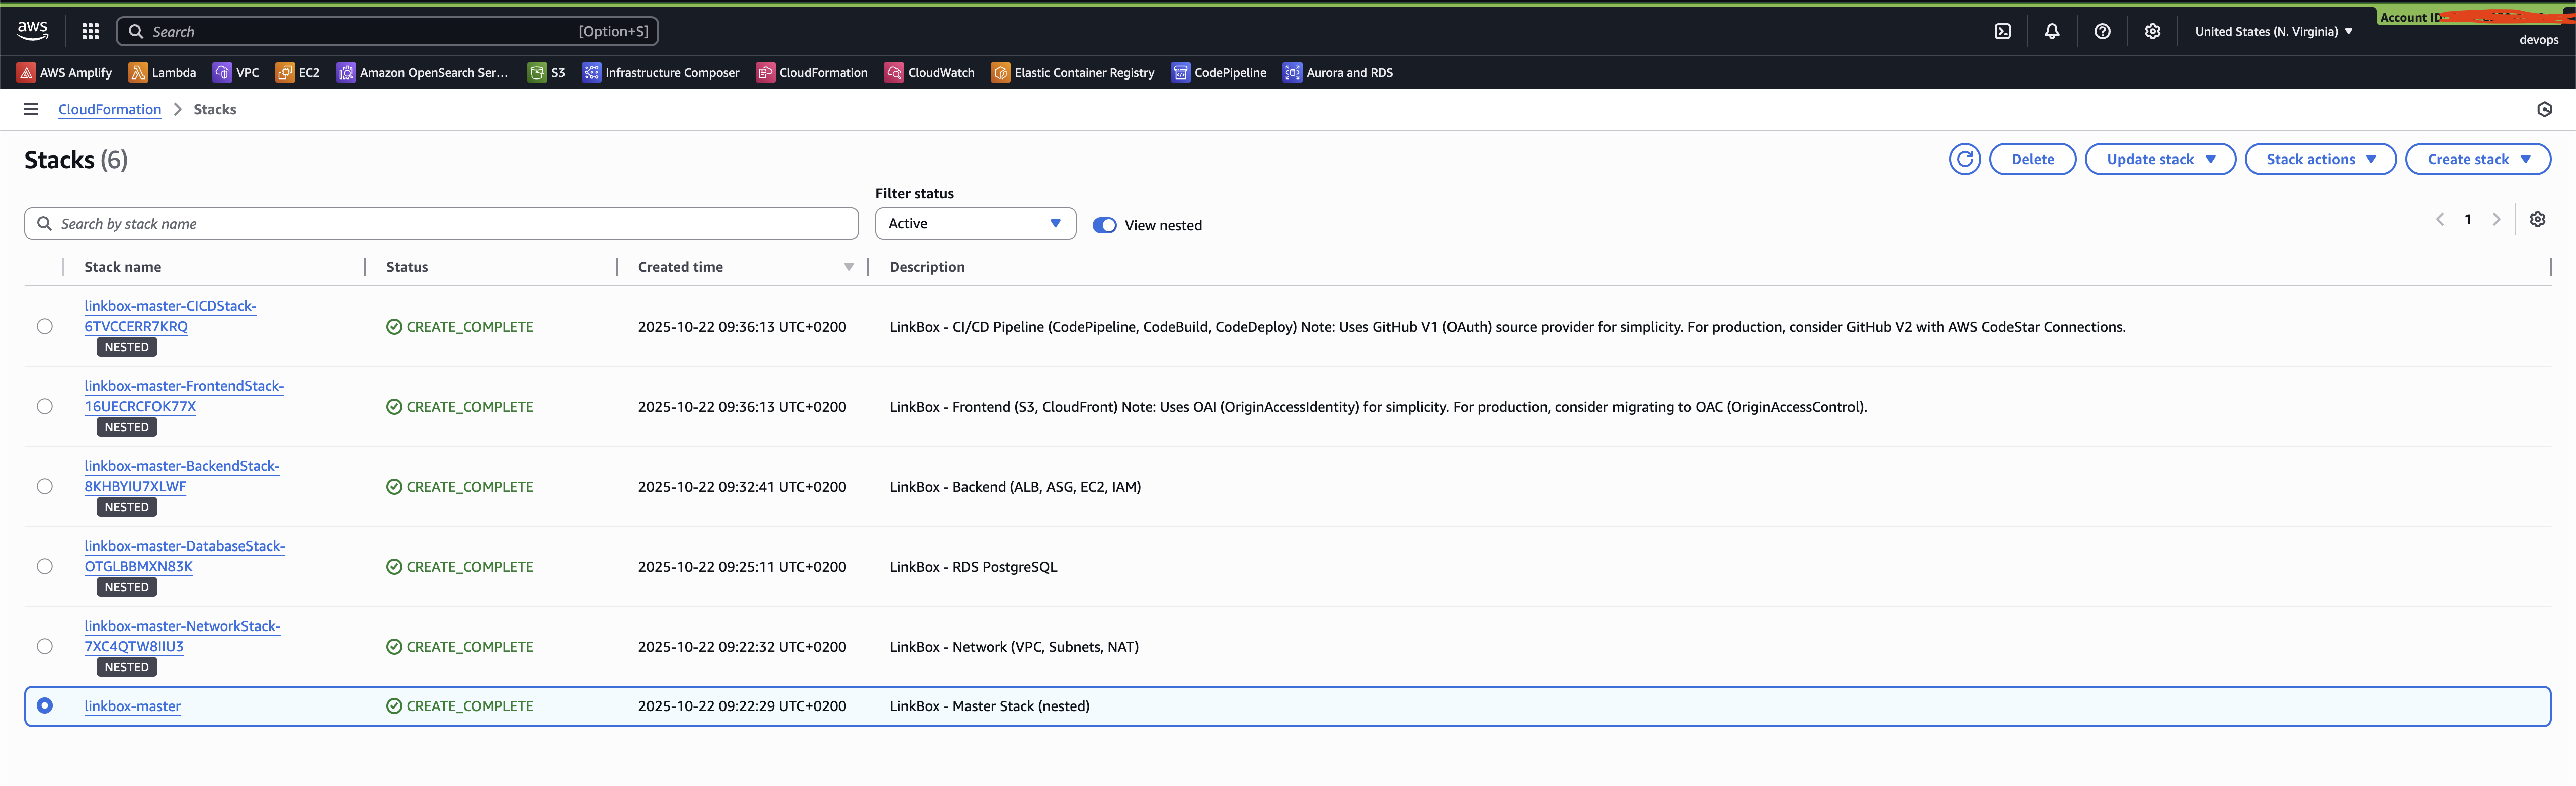 aws
Search [Option+S]
United States (N. Virginia)
Account ID
devops
AWS Amplify Lambda VPC EC2 Amazon OpenSearch Ser... S3 Infrastructure Composer CloudFormation CloudWatch Elastic Container Registry CodePipeline Aurora and RDS
CloudFormation > Stacks
Stacks (6)
Delete Update stack Stack actions Create stack
Filter status
Search by stack name Active View nested 1
Stack name Status Created time Description
linkbox-master-CICDStack-
6TVCCERR7KRQ CREATE_COMPLETE 2025-10-22 09:36:13 UTC+0200 LinkBox - CI/CD Pipeline (CodePipeline, CodeBuild, CodeDeploy) Note: Uses GitHub V1 (OAuth) source provider for simplicity. For production, consider GitHub V2 with AWS CodeStar Connections.
NESTED
linkbox-master-FrontendStack-
16UECRCFOK77X CREATE_COMPLETE 2025-10-22 09:36:13 UTC+0200 LinkBox - Frontend (S3, CloudFront) Note: Uses OAI (OriginAccessIdentity) for simplicity. For production, consider migrating to OAC (OriginAccessControl).
NESTED
linkbox-master-BackendStack-
8KHBYIU7XLWF CREATE_COMPLETE 2025-10-22 09:32:41 UTC+0200 LinkBox - Backend (ALB, ASG, EC2, IAM)
NESTED
linkbox-master-DatabaseStack-
OTGLBBMXN83K CREATE_COMPLETE 2025-10-22 09:25:11 UTC+0200 LinkBox - RDS PostgreSQL
NESTED
linkbox-master-NetworkStack-
7XC4QTW8IIU3 CREATE_COMPLETE 2025-10-22 09:22:32 UTC+0200 LinkBox - Network (VPC, Subnets, NAT)
NESTED
linkbox-master CREATE_COMPLETE 2025-10-22 09:22:29 UTC+0200 LinkBox - Master Stack (nested)